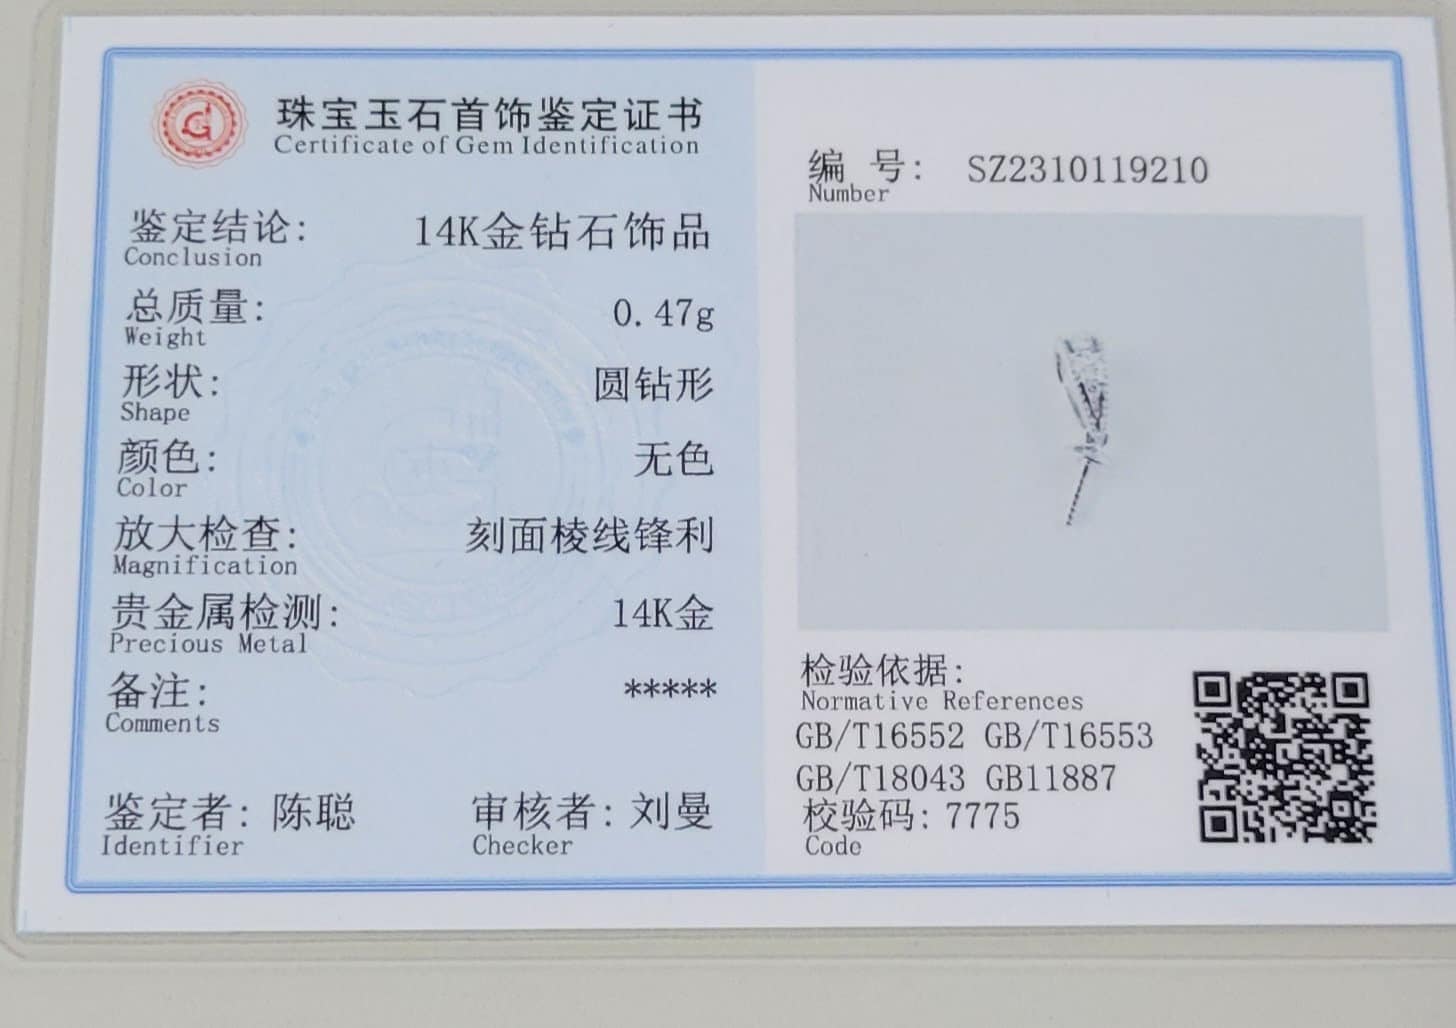 珠宝玉石首饰鉴定证书
Certificate of Gem Identification
鉴定结论: 14K金钻石饰品
Conclusion
总质量: 0.47g
Weight
形状: 圆钻形
Shape
颜色: 无色
Color
放大检查: 刻面棱线锋利
Magnification
贵金属检测: 14K金
Precious Metal
备注: *****
Comments
鉴定者: 陈聪 审核者: 刘曼
Identifier Checker
编 号: SZ2310119210
Number
检验依据:
Normative References
GB/T16552 GB/T16553
GB/T18043 GB11887
校验码: 7775
Code